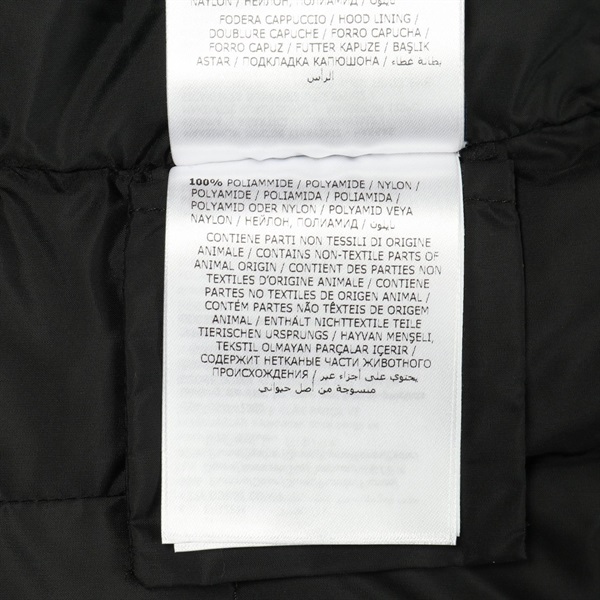 NAYLON / НЕЙЛОН, ПОЛИАМИД / نايلون
FODERA CAPPUCCIO / HOOD LINING /
DOUBLURE CAPUCHE / FORRO CAPUCHA /
FORRO CAPUZ / FUTTER KAPUZE / BAŞLIK
ASTAR / ПОДКЛАДКА КАПЮШОНА / بطانة غطاء
الرأس
100% POLIAMMIDE / POLYAMIDE / NYLON /
POLYAMIDE / POLIAMIDA / POLIAMIDA /
POLYAMID ODER NYLON / POLYAMID VEYA
NAYLON / НЕЙЛОН, ПОЛИАМИД / نايلون
CONTIENE PARTI NON TESSILI DI ORIGINE
ANIMALE / CONTAINS NON-TEXTILE PARTS OF
ANIMAL ORIGIN / CONTIENT DES PARTIES NON
TEXTILES D'ORIGINE ANIMALE / CONTIENE
PARTES NO TEXTILES DE ORIGEN ANIMAL /
CONTÉM PARTES NÃO TÊXTEIS DE ORIGEM
ANIMAL / ENTHÄLT NICHTTEXTILE TEILE
TIERISCHEN URSPRUNGS / HAYVAN MENŞELİ,
TEKSTIL OLMAYAN PARÇALAR İÇERİR /
СОДЕРЖИТ НЕТКАНЫЕ ЧАСТИ ЖИВОТНОГО
ПРОИСХОЖДЕНИЯ / يحتوي على أجزاء غير
منسوجة من أصل حيواني